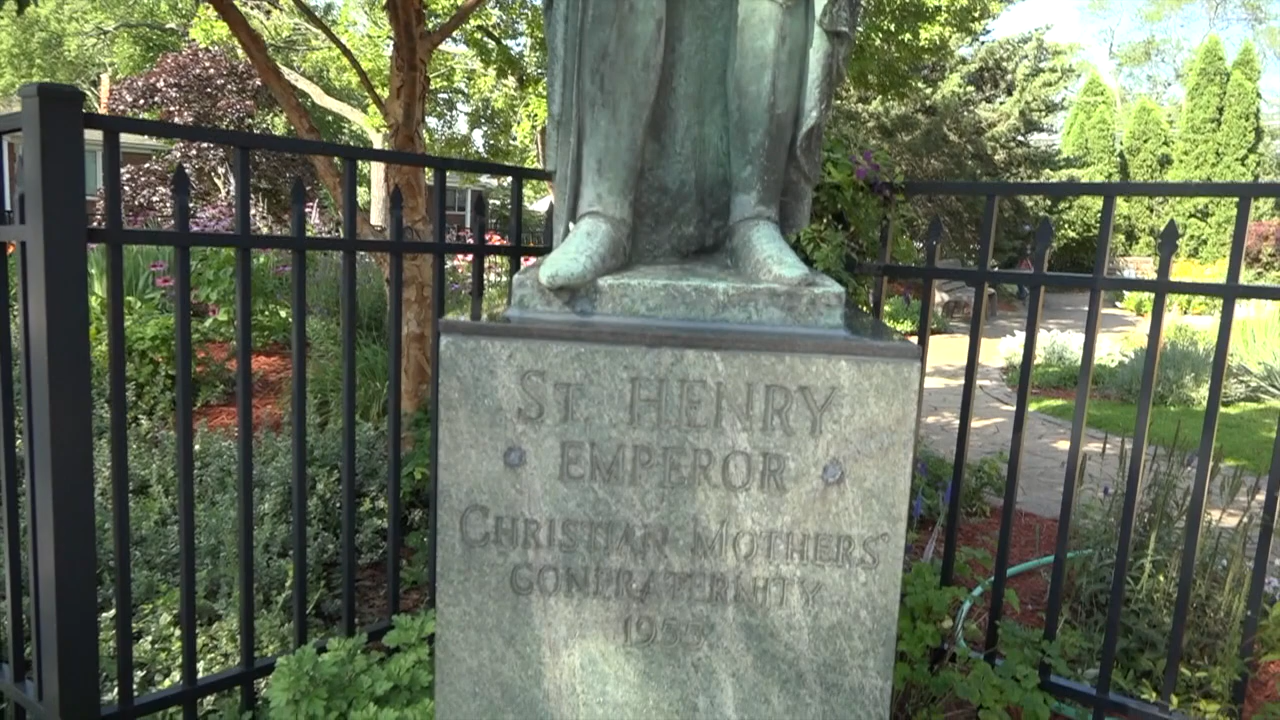 St. Henry
Emperor
Christian Mothers'
Confraternity